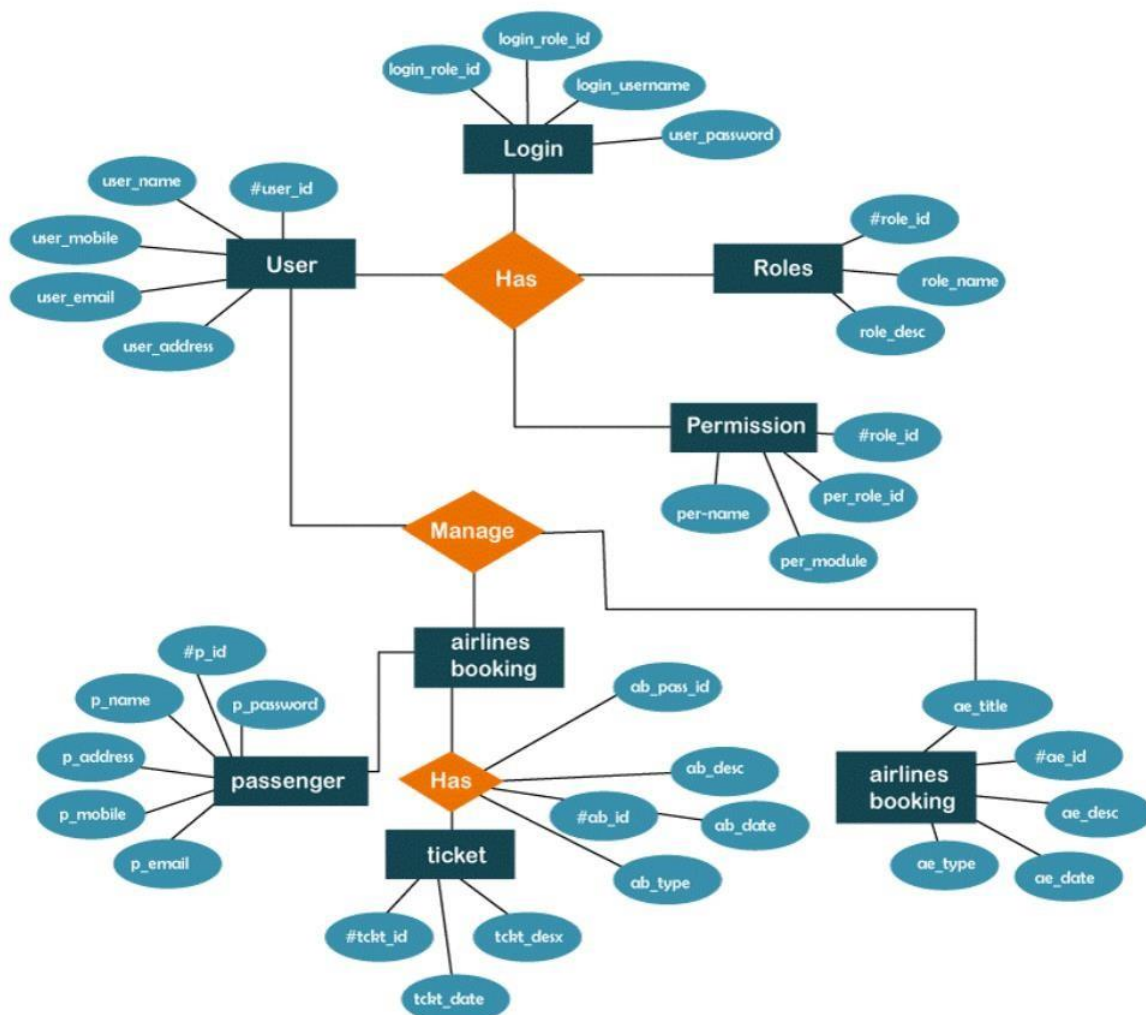 login_role_id
login_role_id
login_username
user_password
Login
user_name
#user_id
user_mobile
User
user_email
user_address
Has
#role_id
Roles
role_name
role_desc
Permission
#role_id
per_role_id
per-name
per_module
Manage
airlines
booking
#p_id
p_name
p_password
p_address
passenger
p_mobile
p_email
ab_pass_id
Has
ab_desc
#ab_id
ab_date
ab_type
ticket
#tckt_id
tckt_desx
tckt_date
ae_title
#ae_id
airlines
booking
ae_desc
ae_type
ae_date